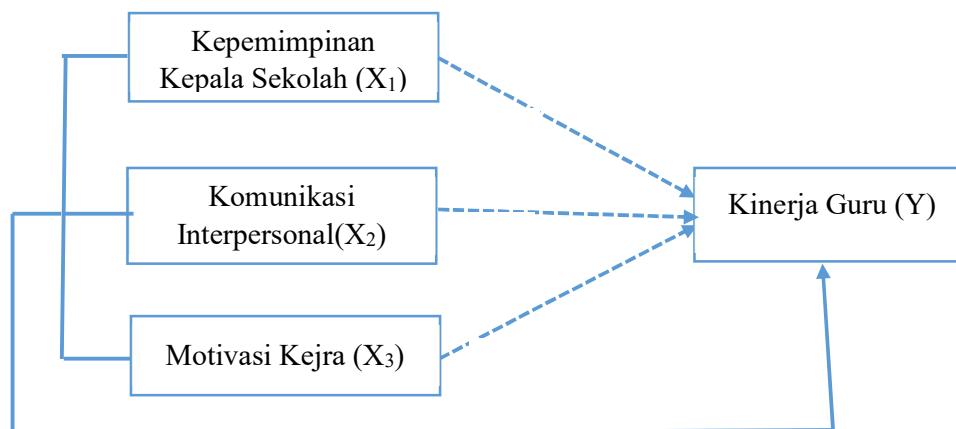 Kepemimpinan
Kepala Sekolah (X₁)
Komunikasi
Interpersonal(X₂)
Kinerja Guru (Y)
Motivasi Kejra (X₃)